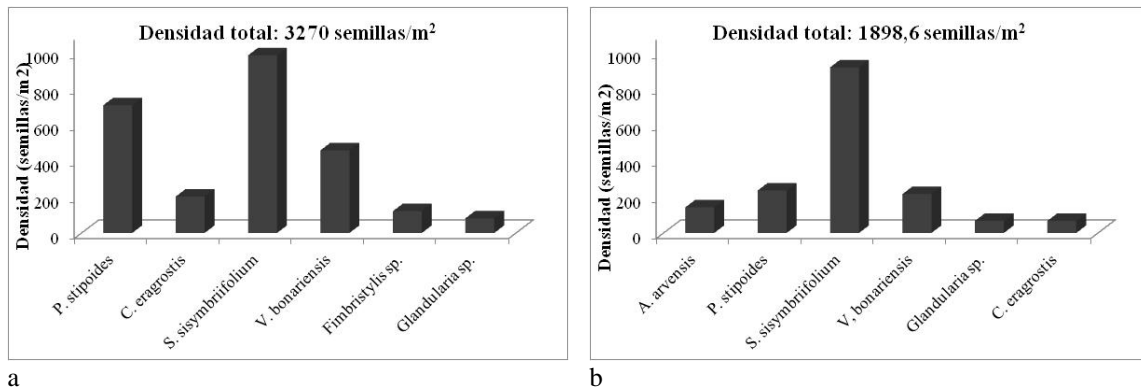 Densidad total: 3270 semillas/m²
Densidad (semillas/m2)
1000
800
600
400
200
0
P. stipoides
C. eragrostis
S. sisymbriifolium
V. bonariensis
Fimbristylis sp.
Glandularia sp.
a
Densidad total: 1898,6 semillas/m²
Densidad (semillas/m2)
1000
800
600
400
200
0
A. arvensis
P. stipoides
S. sisymbriifolium
V, bonariensis
Glandularia sp.
C. eragrostis
b